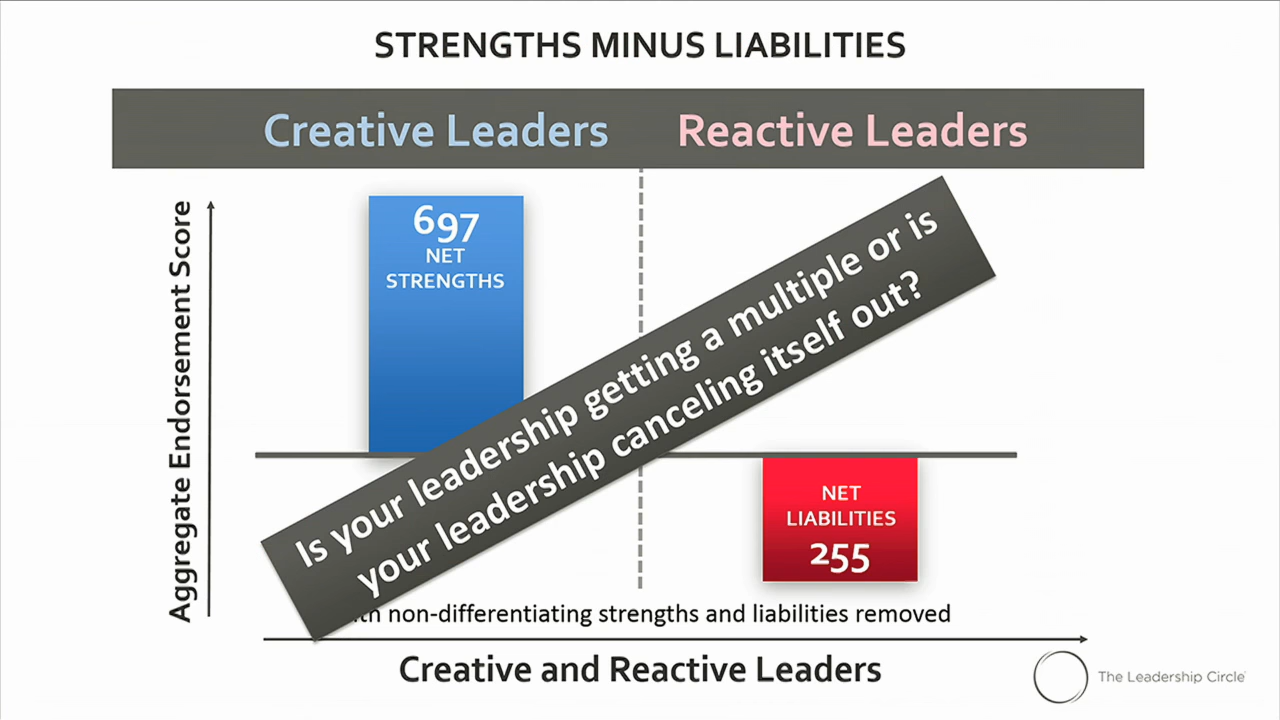 STRENGTHS MINUS LIABILITIES
Creative Leaders
Reactive Leaders
Aggregate Endorsement Score
697
NET
STRENGTHS
Is your leadership getting a multiple or is
your leadership canceling itself out?
NET
LIABILITIES
255
non-differentiating strengths and liabilities removed
Creative and Reactive Leaders
The Leadership Circle